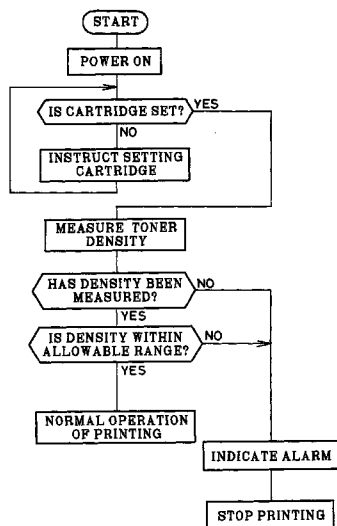 START
POWER ON
IS CARTRIDGE SET?
YES
NO
INSTRUCT SETTING
CARTRIDGE
MEASURE TONER
DENSITY
HAS DENSITY BEEN
MEASURED?
NO
YES
IS DENSITY WITHIN
ALLOWABLE RANGE?
NO
YES
NORMAL OPERATION
OF PRINTING
INDICATE ALARM
STOP PRINTING